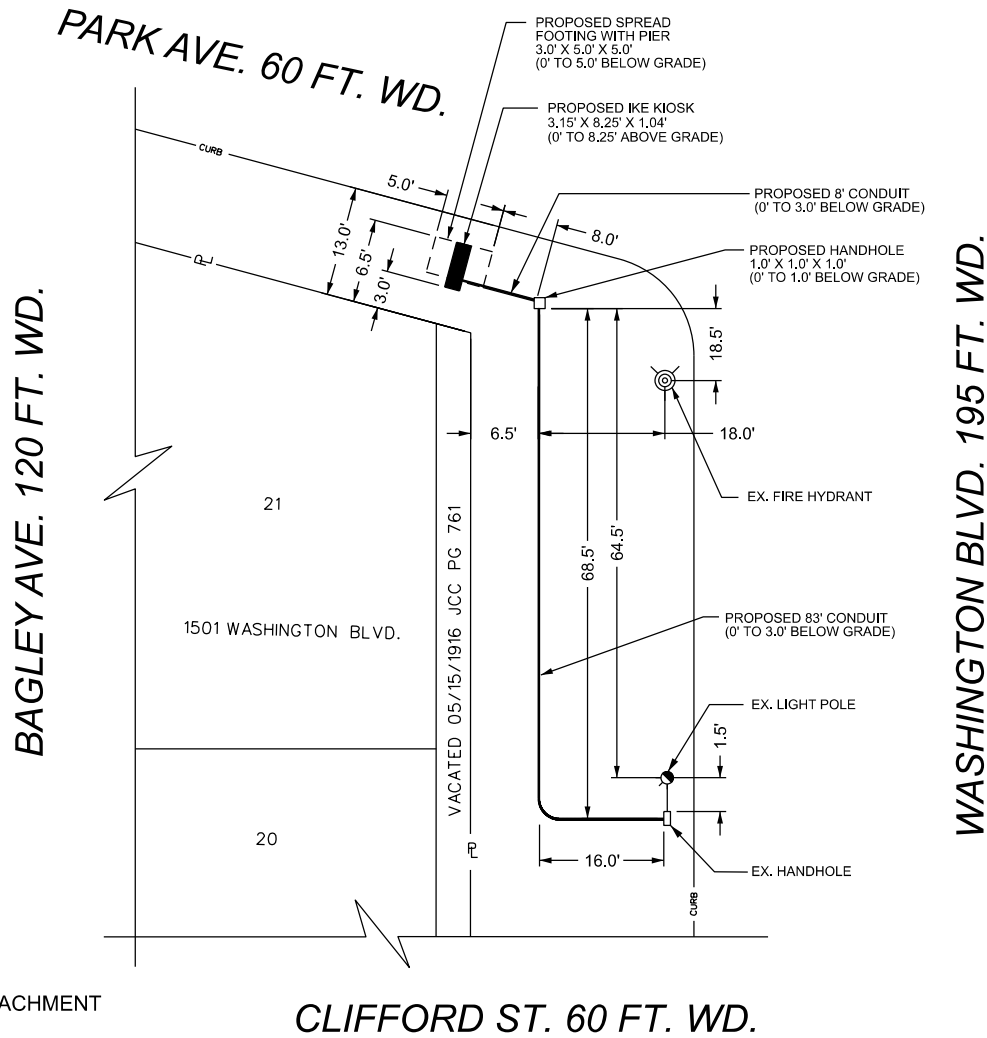 PARK AVE. 60 FT. WD.
PROPOSED SPREAD
FOOTING WITH PIER
3.0' X 5.0' X 5.0'
(0' TO 5.0' BELOW GRADE)
PROPOSED IKE KIOSK
3.15' X 8.25' X 1.04'
(0' TO 8.25' ABOVE GRADE)
CURB
5.0'
PROPOSED 8' CONDUIT
(0' TO 3.0' BELOW GRADE)
13.0'
6.5'
3.0'
8.0'
PROPOSED HANDHOLE
1.0' X 1.0' X 1.0'
(0' TO 1.0' BELOW GRADE)
PL
18.5'
6.5'
18.0'
EX. FIRE HYDRANT
BAGLEY AVE. 120 FT. WD.
WASHINGTON BLVD. 195 FT. WD.
21
68.5'
64.5'
1501 WASHINGTON BLVD.
VACATED 05/15/1916 JCC PG 761
PROPOSED 83' CONDUIT
(0' TO 3.0' BELOW GRADE)
EX. LIGHT POLE
1.5'
20
PL
16.0'
EX. HANDHOLE
CURB
ACHMENT
CLIFFORD ST. 60 FT. WD.